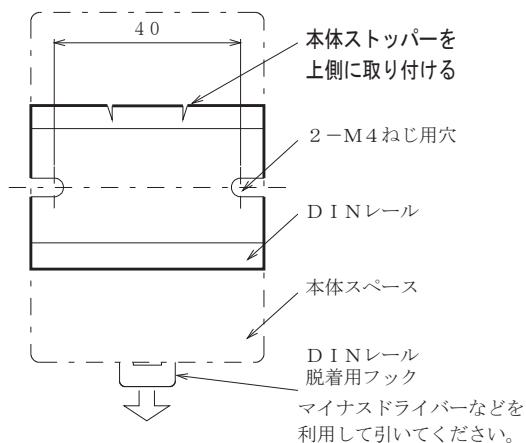 40
本体ストッパーを
上側に取り付ける
２－Ｍ４ねじ用穴
ＤＩＮレール
本体スペース
ＤＩＮレール
脱着用フック
マイナスドライバーなどを
利用して引いてください。